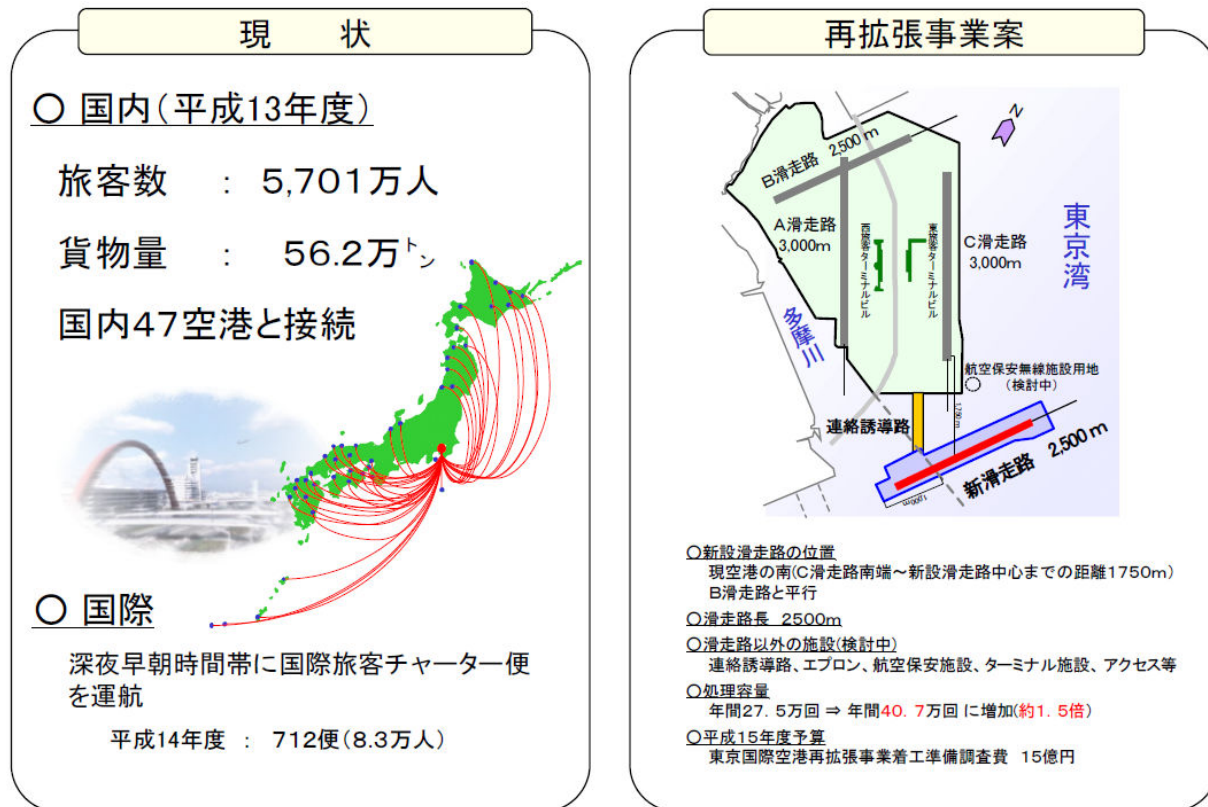 現　状
○ 国内(平成13年度)
旅客数　：　5,701万人
貨物量　：　56.2万トン
国内47空港と接続
○ 国際
深夜早朝時間帯に国際旅客チャーター便
を運航
平成14年度　：　712便(8.3万人)
再拡張事業案
N
B滑走路 2,500m
A滑走路
3,000m
西旅客ターミナルビル
東旅客ターミナルビル
C滑走路
3,000m
東京湾
多摩川
航空保安無線施設用地
(検討中)
1,750m
連絡誘導路
新滑走路 2,500m
1,000m
○新設滑走路の位置
現空港の南(C滑走路南端～新設滑走路中心までの距離1750m)
B滑走路と平行
○滑走路長　2500m
○滑走路以外の施設(検討中)
連絡誘導路、エプロン、航空保安施設、ターミナル施設、アクセス等
○処理容量
年間27.5万回 ⇒ 年間40.7万回 に増加(約1.5倍)
○平成15年度予算
東京国際空港再拡張事業着工準備調査費　15億円